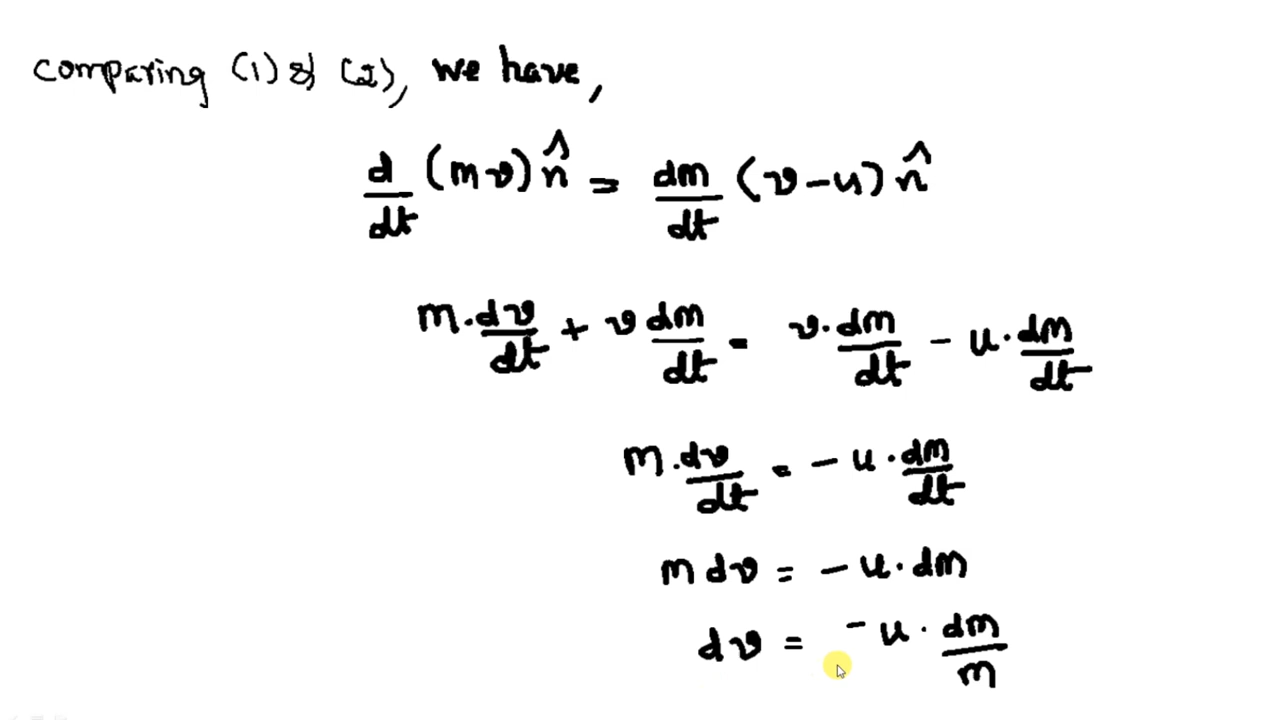 comparing (1) & (2), we have,
d/dt (mv) n̂ = dm/dt (v-u) n̂
m. dv/dt + v dm/dt = v. dm/dt - u. dm/dt
m. dv/dt = - u. dm/dt
m dv = - u. dm
dv = - u. dm/m